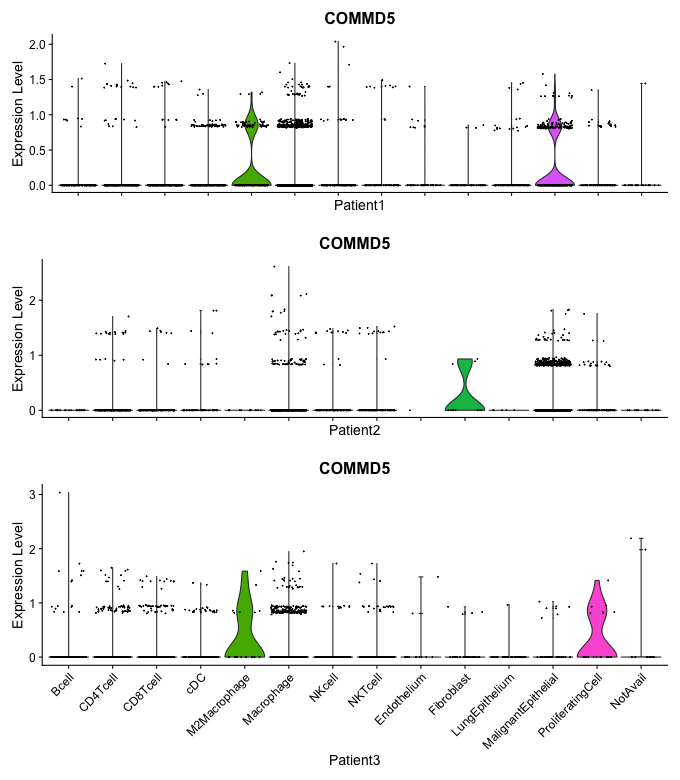 COMMD5
Expression Level
2.0
1.5
1.0
0.5
0.0
Patient1
COMMD5
Expression Level
2
1
0
Patient2
COMMD5
Expression Level
3
2
1
0
Bcell
CD4Tcell
CD8Tcell
cDC
M2Macrophage
Macrophage
NKcell
NKTcell
Endothelium
Fibroblast
LungEpithelium
MalignantEpithelial
ProliferatingCell
NotAvail
Patient3